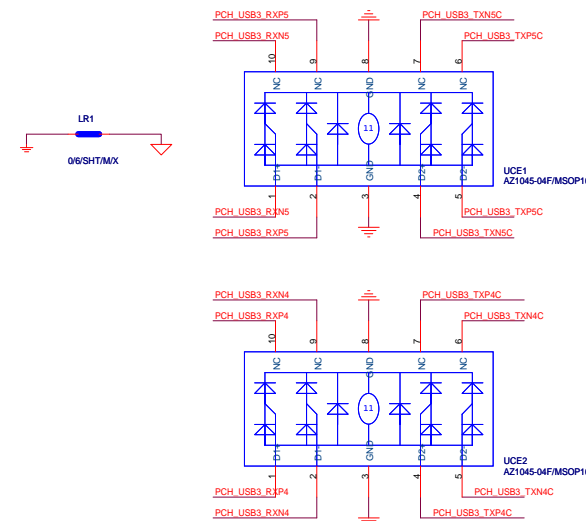 PCH_USB3_RXP5
PCH_USB3_TXN5C
PCH_USB3_RXN5
PCH_USB3_TXP5C
10
9
8
7
6
NC
NC
GND
NC
NC
LR1
11
0/6/SHT/M/X
D1+
D1-
GND
D2+
D2-
UCE1
AZ1045-04F/MSOP10
1
2
3
4
5
PCH_USB3_RXN5
PCH_USB3_TXP5C
PCH_USB3_RXP5
PCH_USB3_TXN5C
PCH_USB3_RXN4
PCH_USB3_TXP4C
PCH_USB3_RXP4
PCH_USB3_TXN4C
10
9
8
7
6
NC
NC
GND
NC
NC
11
D1+
D1-
GND
D2+
D2-
UCE2
AZ1045-04F/MSOP10
1
2
3
4
5
PCH_USB3_RXP4
PCH_USB3_TXN4C
PCH_USB3_RXN4
PCH_USB3_TXP4C